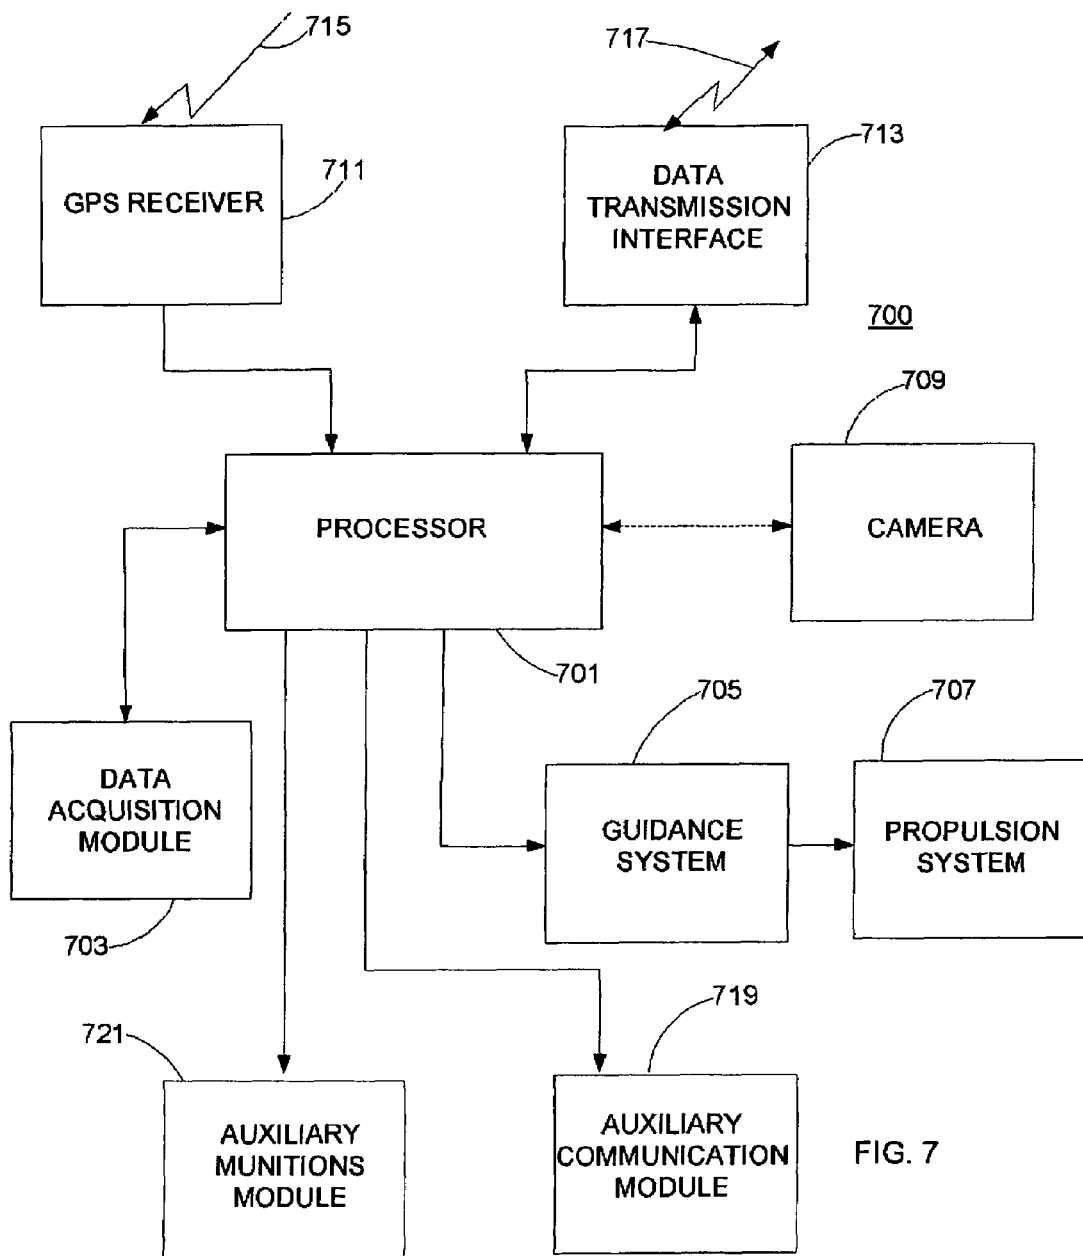 715
717
711
713
GPS RECEIVER
DATA
TRANSMISSION
INTERFACE
700
709
PROCESSOR
CAMERA
701
705
707
DATA
ACQUISITION
MODULE
GUIDANCE
SYSTEM
PROPULSION
SYSTEM
703
719
721
AUXILIARY
MUNITIONS
MODULE
AUXILIARY
COMMUNICATION
MODULE
FIG. 7